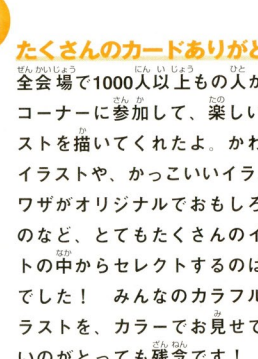 たくさんのカードありがと
全会場で1000人以上もの人が
コーナーに参加して、楽しい
ストを描いてくれたよ。かわ
イラストや、かっこいいイラ
ワザがオリジナルでおもしろ
のなど、とてもたくさんのイ
トの中からセレクトするのは
でした！　みんなのカラフル
ラストを、カラーでお見せで
いのがとっても残念です！